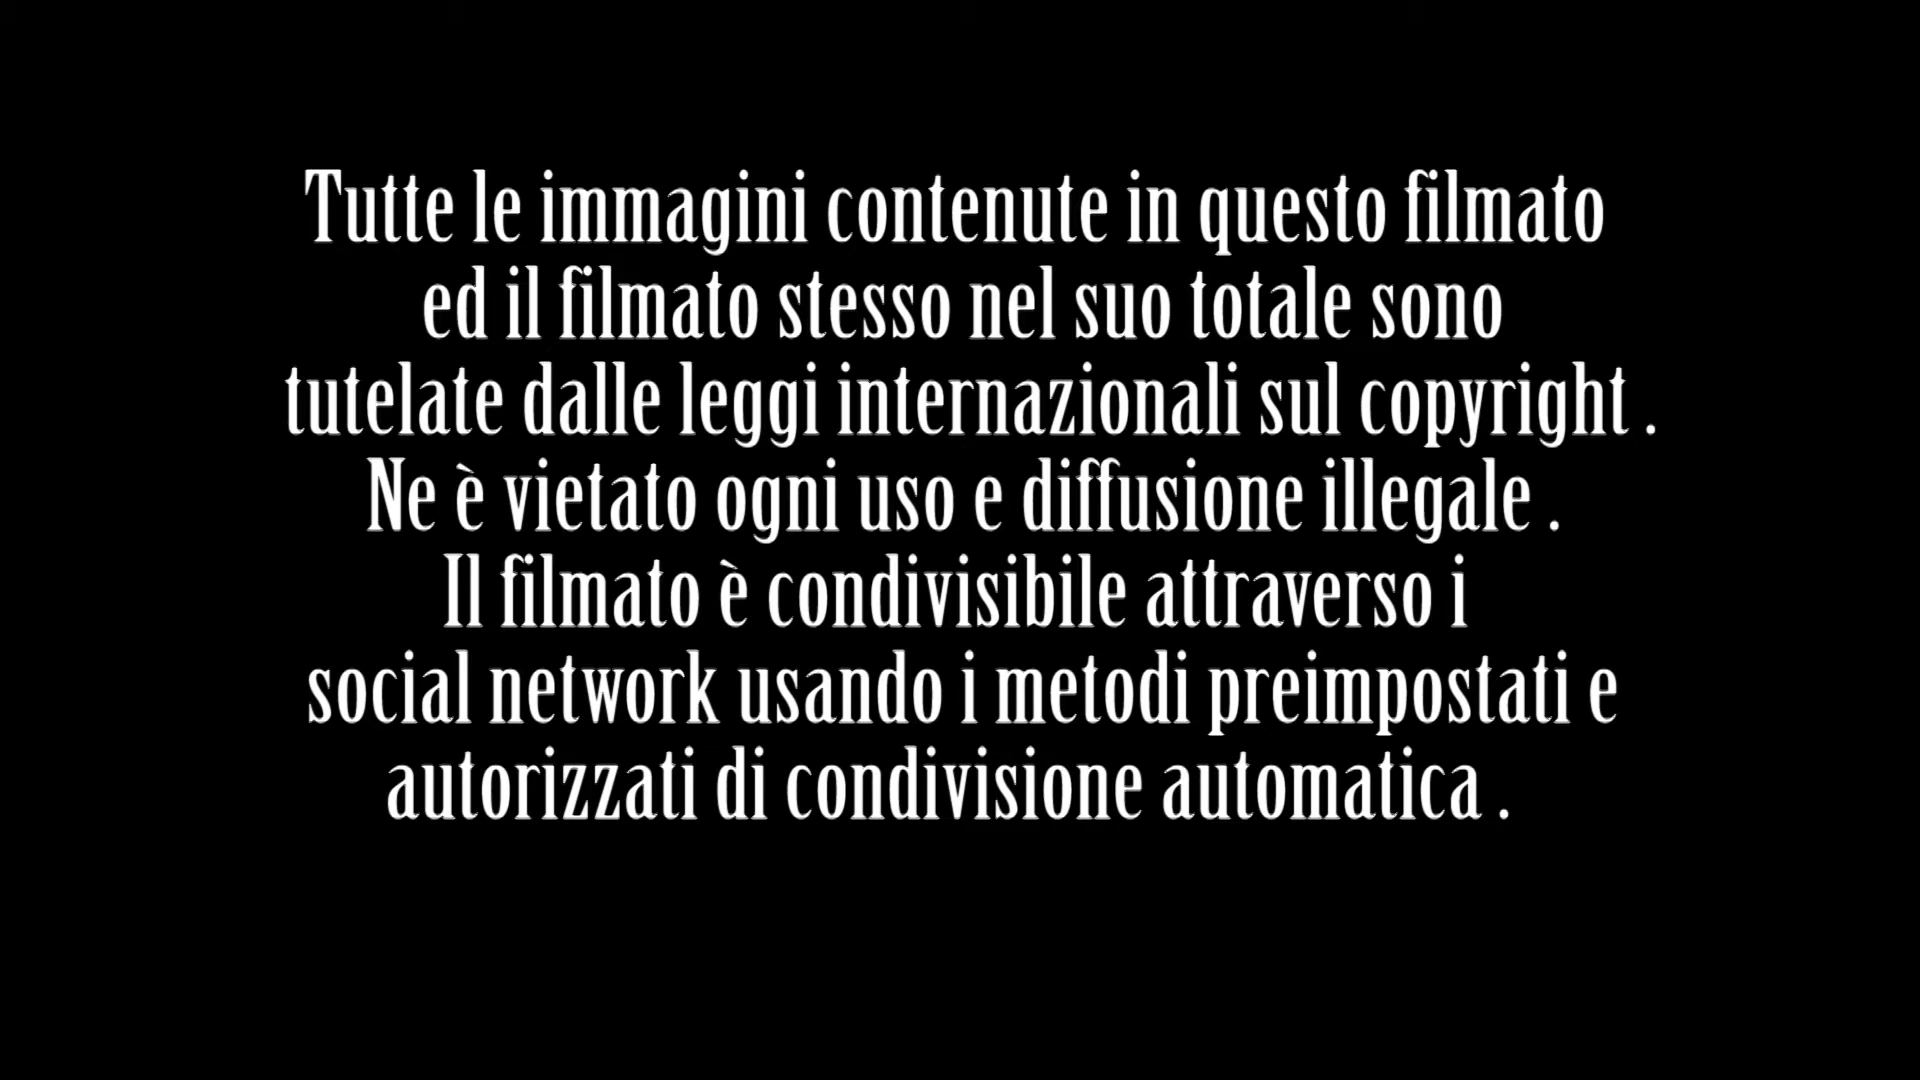 Tutte le immagini contenute in questo filmato
ed il filmato stesso nel suo totale sono
tutelate dalle leggi internazionali sul copyright .
Ne è vietato ogni uso e diffusione illegale .
Il filmato è condivisibile attraverso i
social network usando i metodi preimpostati e
autorizzati di condivisione automatica .